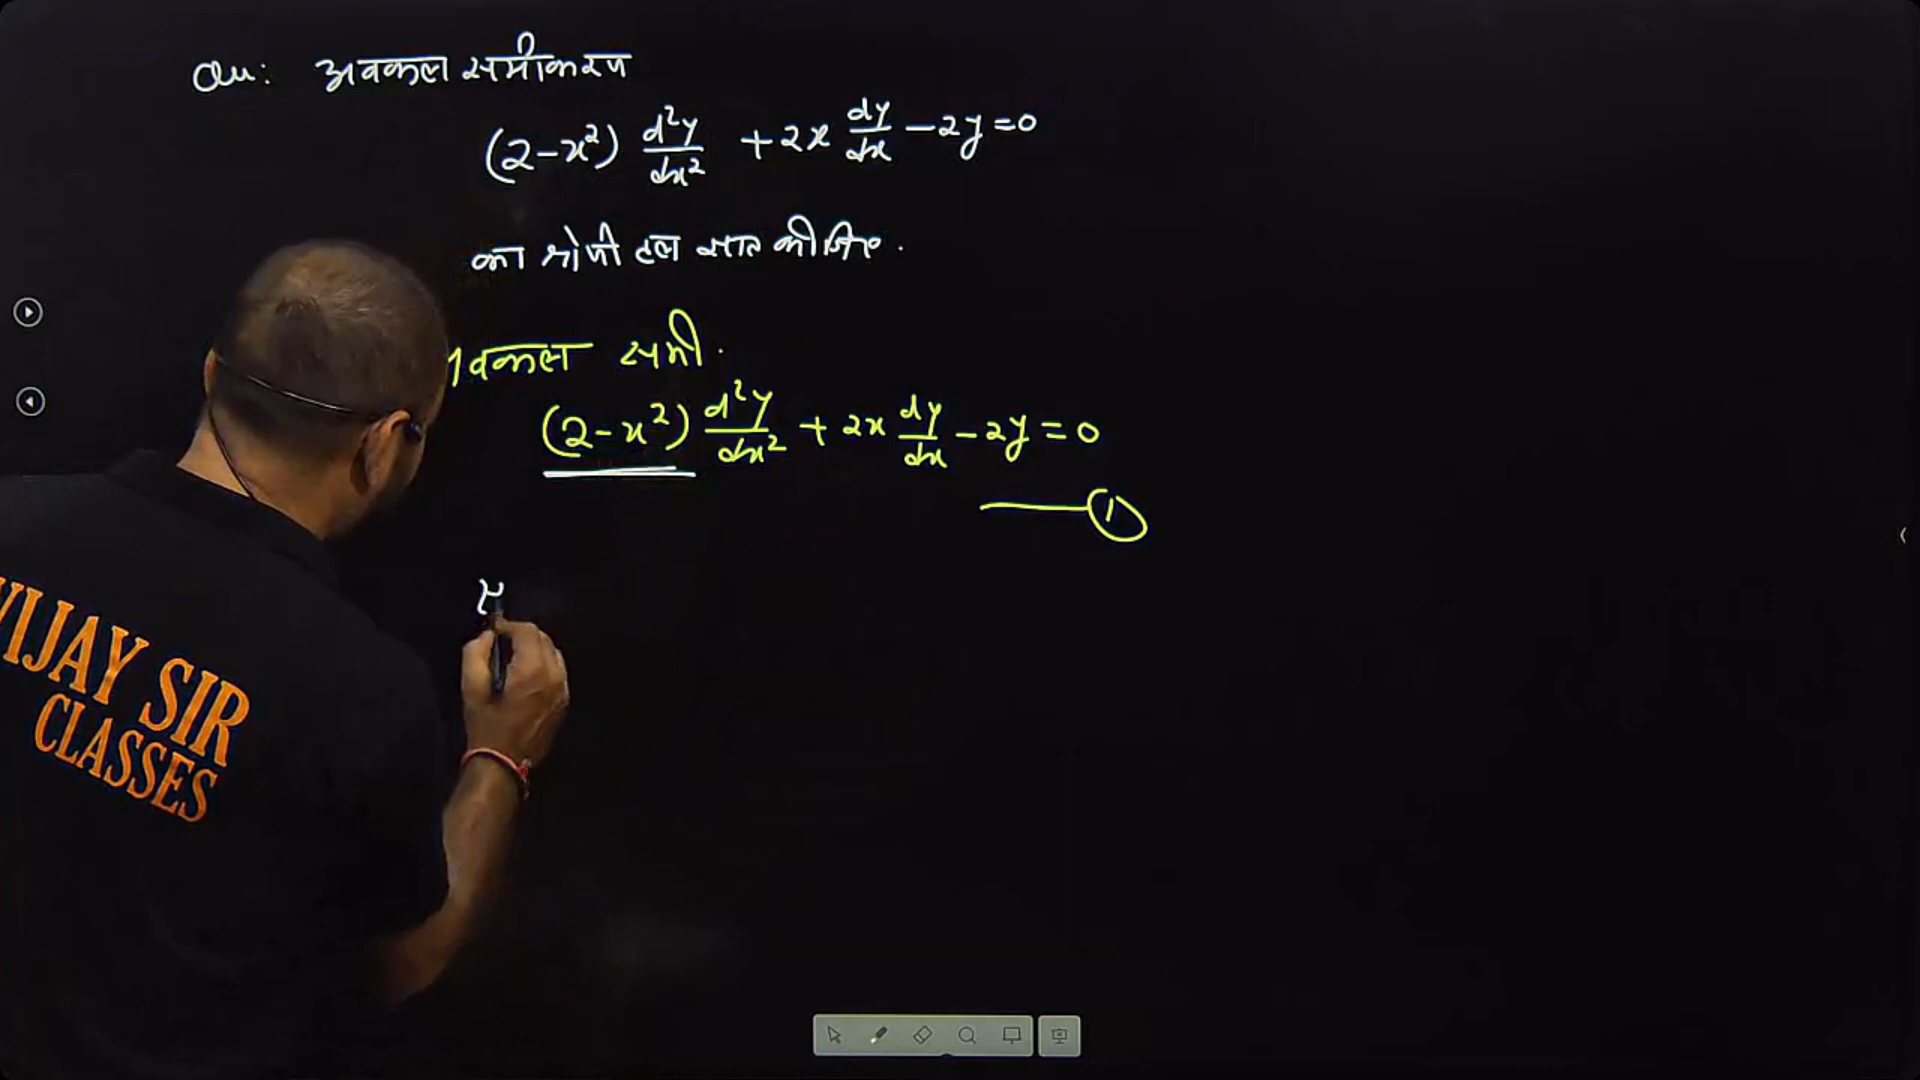 Qu: अवकल समीकरण
(2-x²) d²y/dx² + 2x dy/dx - 2y = 0
का श्रेणी हल ज्ञात कीजिए.
वकल समी.
(2-x²) d²y/dx² + 2x dy/dx - 2y = 0
1
VIJAY SIR
CLASSES